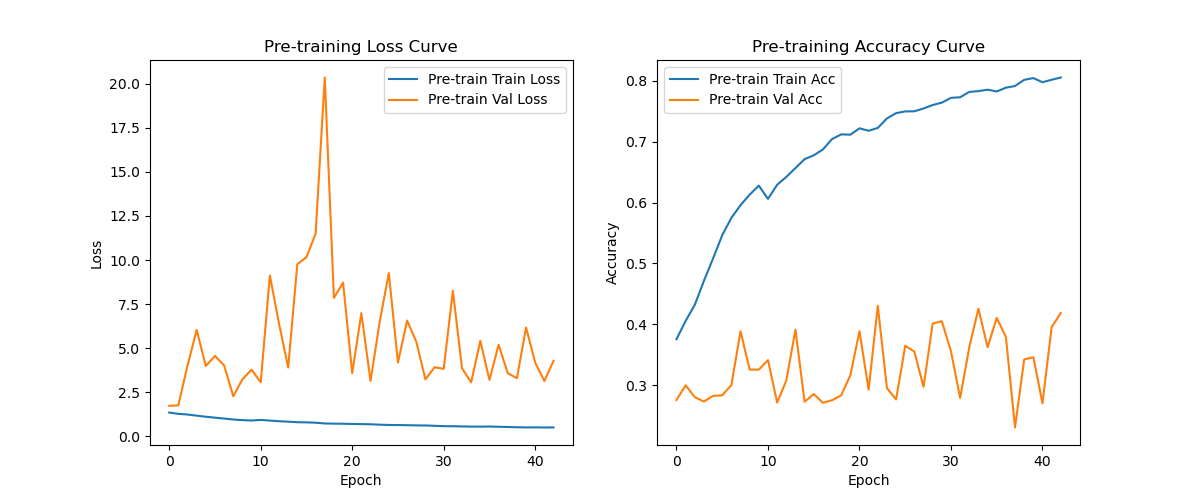 Pre-training Loss Curve
Pre-train Train Loss
Pre-train Val Loss
20.0
17.5
15.0
12.5
10.0
7.5
5.0
2.5
0.0
Loss
0 10 20 30 40
Epoch
Pre-training Accuracy Curve
Pre-train Train Acc
Pre-train Val Acc
0.8
0.7
0.6
0.5
0.4
0.3
Accuracy
0 10 20 30 40
Epoch